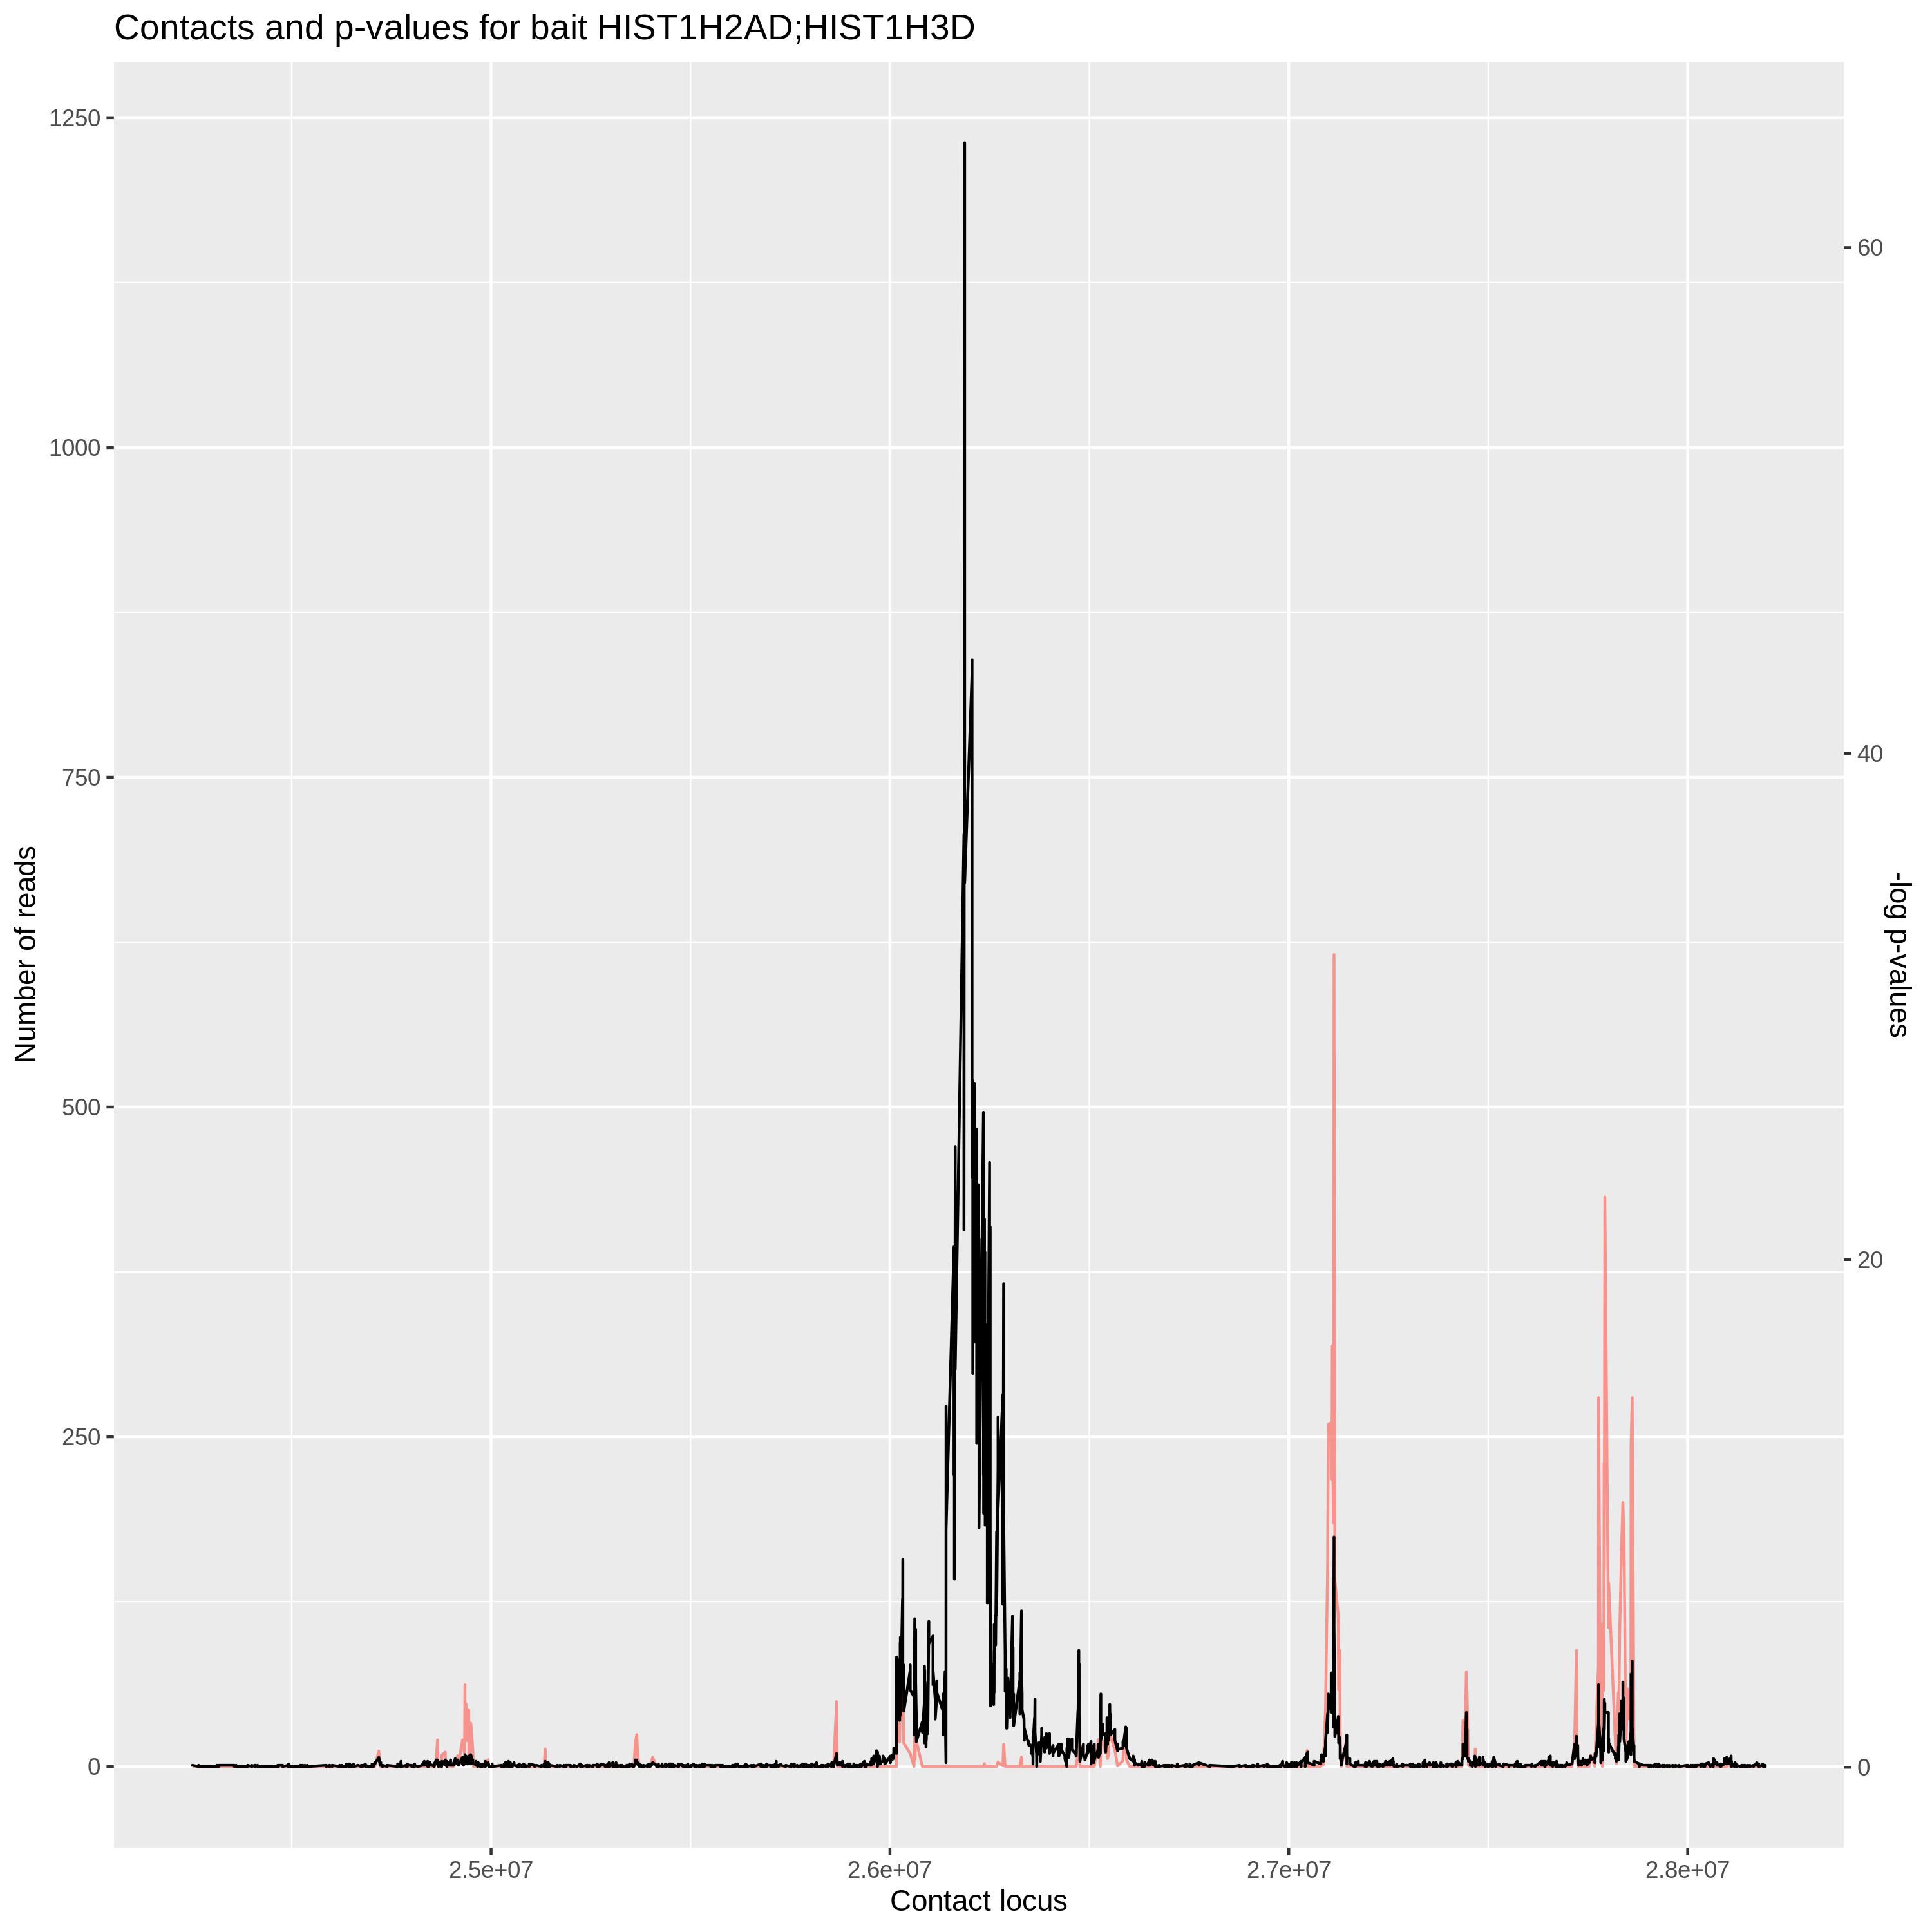 Contacts and p-values for bait HIST1H2AD;HIST1H3D
1250
1000
750
500
250
0
Number of reads
60
40
20
0
-log p-values
2.5e+07
2.6e+07
2.7e+07
2.8e+07
Contact locus